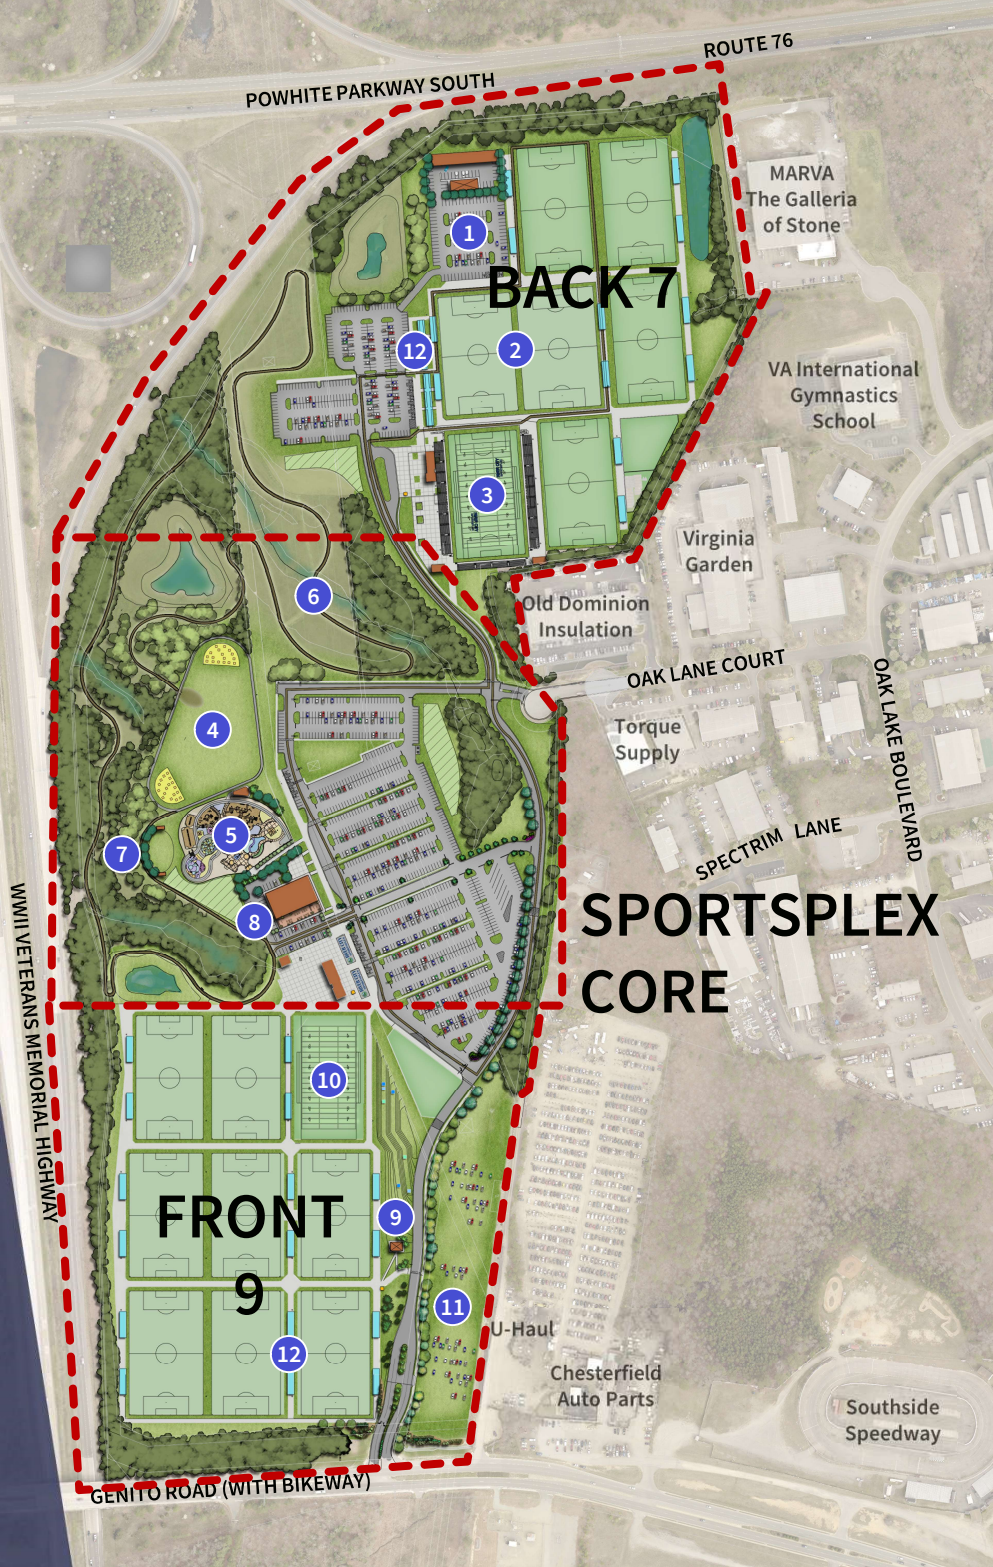 ROUTE 76
POWHITE PARKWAY SOUTH
MARVA
The Galleria
of Stone
1
BACK 7
12
2
VA International
Gymnastics
School
3
Virginia
Garden
6
Old Dominion
Insulation
OAK LANE COURT
OAK LAKE BOULEVARD
4
Torque
Supply
5
7
SPECTRIM LANE
8
SPORTSPLEX
CORE
WWII VETERANS MEMORIAL HIGHWAY
10
FRONT
9
9
11
U-Haul
12
Chesterfield
Auto Parts
Southside
Speedway
GENITO ROAD (WITH BIKEWAY)